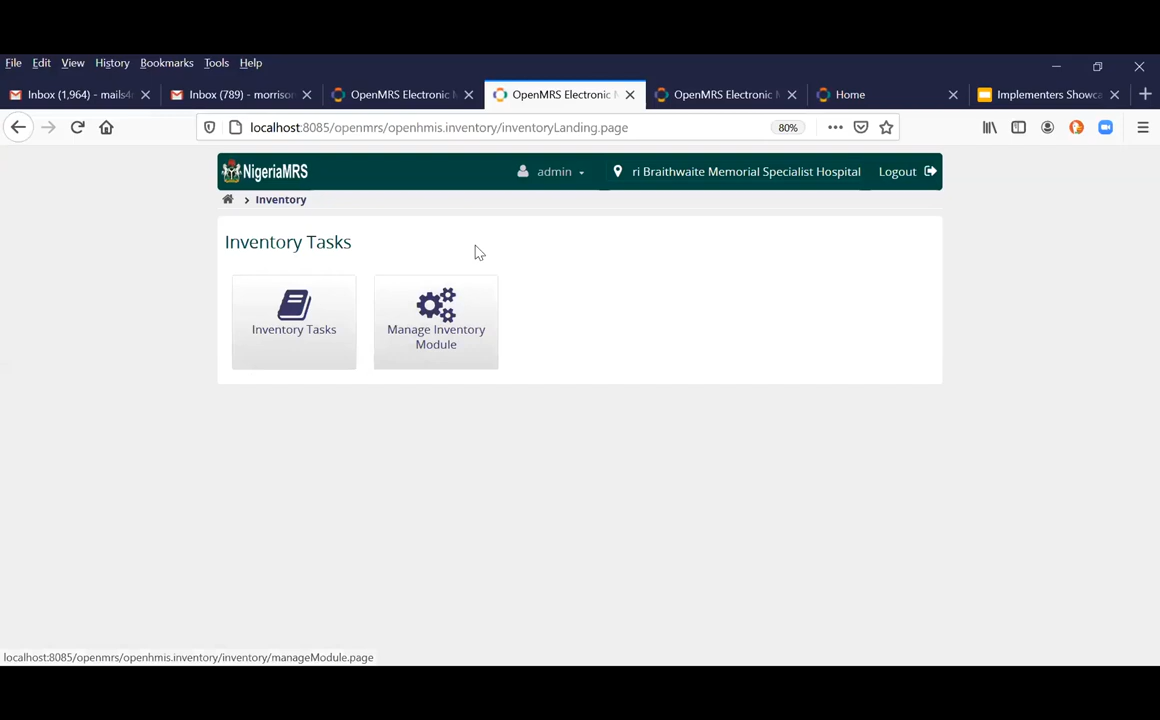 File Edit View History Bookmarks Tools Help
Inbox (1,964) - mails4
Inbox (789) - morriso
OpenMRS Electronic M
OpenMRS Electronic M
OpenMRS Electronic M
Home
Implementers Showca
localhost:8085/openmrs/openhmis.inventory/inventoryLanding.page
80%
NigeriaMRS
admin
ri Braithwaite Memorial Specialist Hospital
Logout
Inventory
Inventory Tasks
Inventory Tasks
Manage Inventory
Module
localhost:8085/openmrs/openhmis.inventory/inventory/manageModule.page